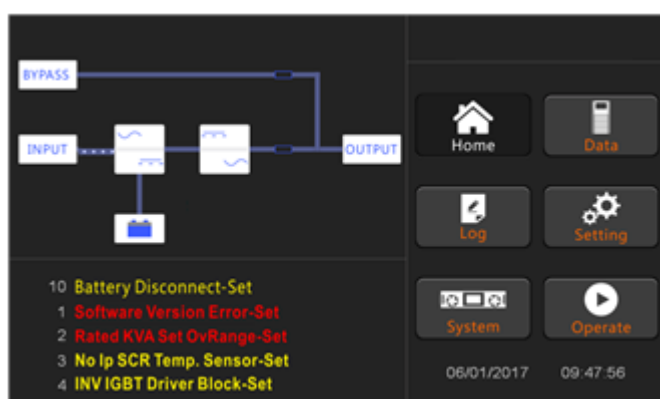 BYPASS
INPUT
OUTPUT
10 Battery Disconnect-Set
1 Software Version Error-Set
2 Rated KVA Set OvRange-Set
3 No Ip SCR Temp. Sensor-Set
4 INV IGBT Driver Block-Set
Home Data
Log Setting
System Operate
06/01/2017 09:47:56